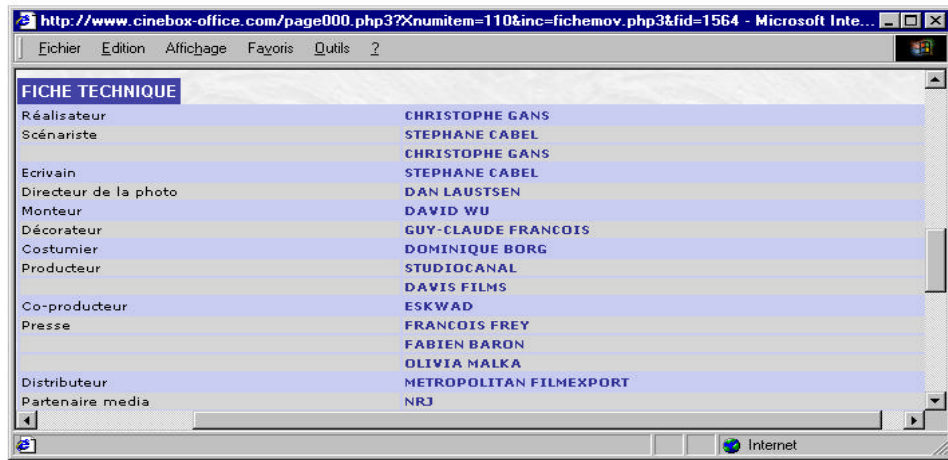 http://www.cinebox-office.com/page000.php3?Xnumitem=110&inc=fichemov.php3&fid=1564 - Microsoft Inte...
Fichier Edition Affichage Favoris Outils ?
FICHE TECHNIQUE
Réalisateur CHRISTOPHE GANS
Scénariste STEPHANE CABEL
CHRISTOPHE GANS
Ecrivain STEPHANE CABEL
Directeur de la photo DAN LAUSTSEN
Monteur DAVID WU
Décorateur GUY-CLAUDE FRANCOIS
Costumier DOMINIQUE BORG
Producteur STUDIOCANAL
DAVIS FILMS
Co-producteur ESKWAD
Presse FRANCOIS FREY
FABIEN BARON
OLIVIA MALKA
Distributeur METROPOLITAN FILMEXPORT
Partenaire media NRJ
Internet